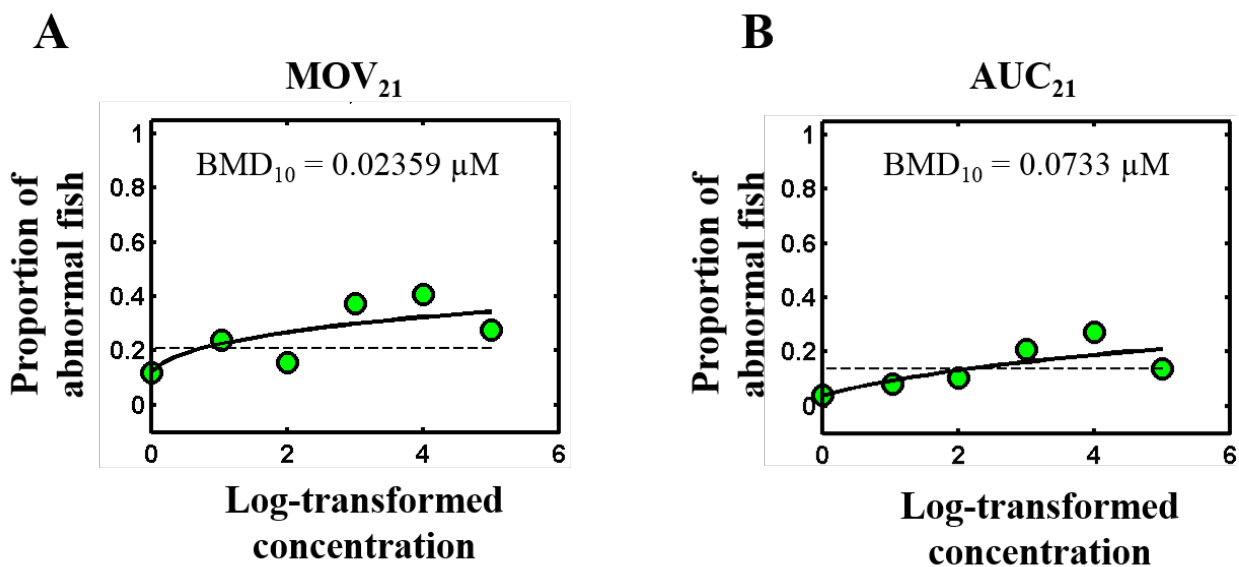 A
MOV₂₁
Proportion of
abnormal fish
1
0.8
0.6
0.4
0.2
0
BMD₁₀ = 0.02359 µM
0 2 4 6
Log-transformed
concentration
B
AUC₂₁
Proportion of
abnormal fish
1
0.8
0.6
0.4
0.2
0
BMD₁₀ = 0.0733 µM
0 2 4 6
Log-transformed
concentration